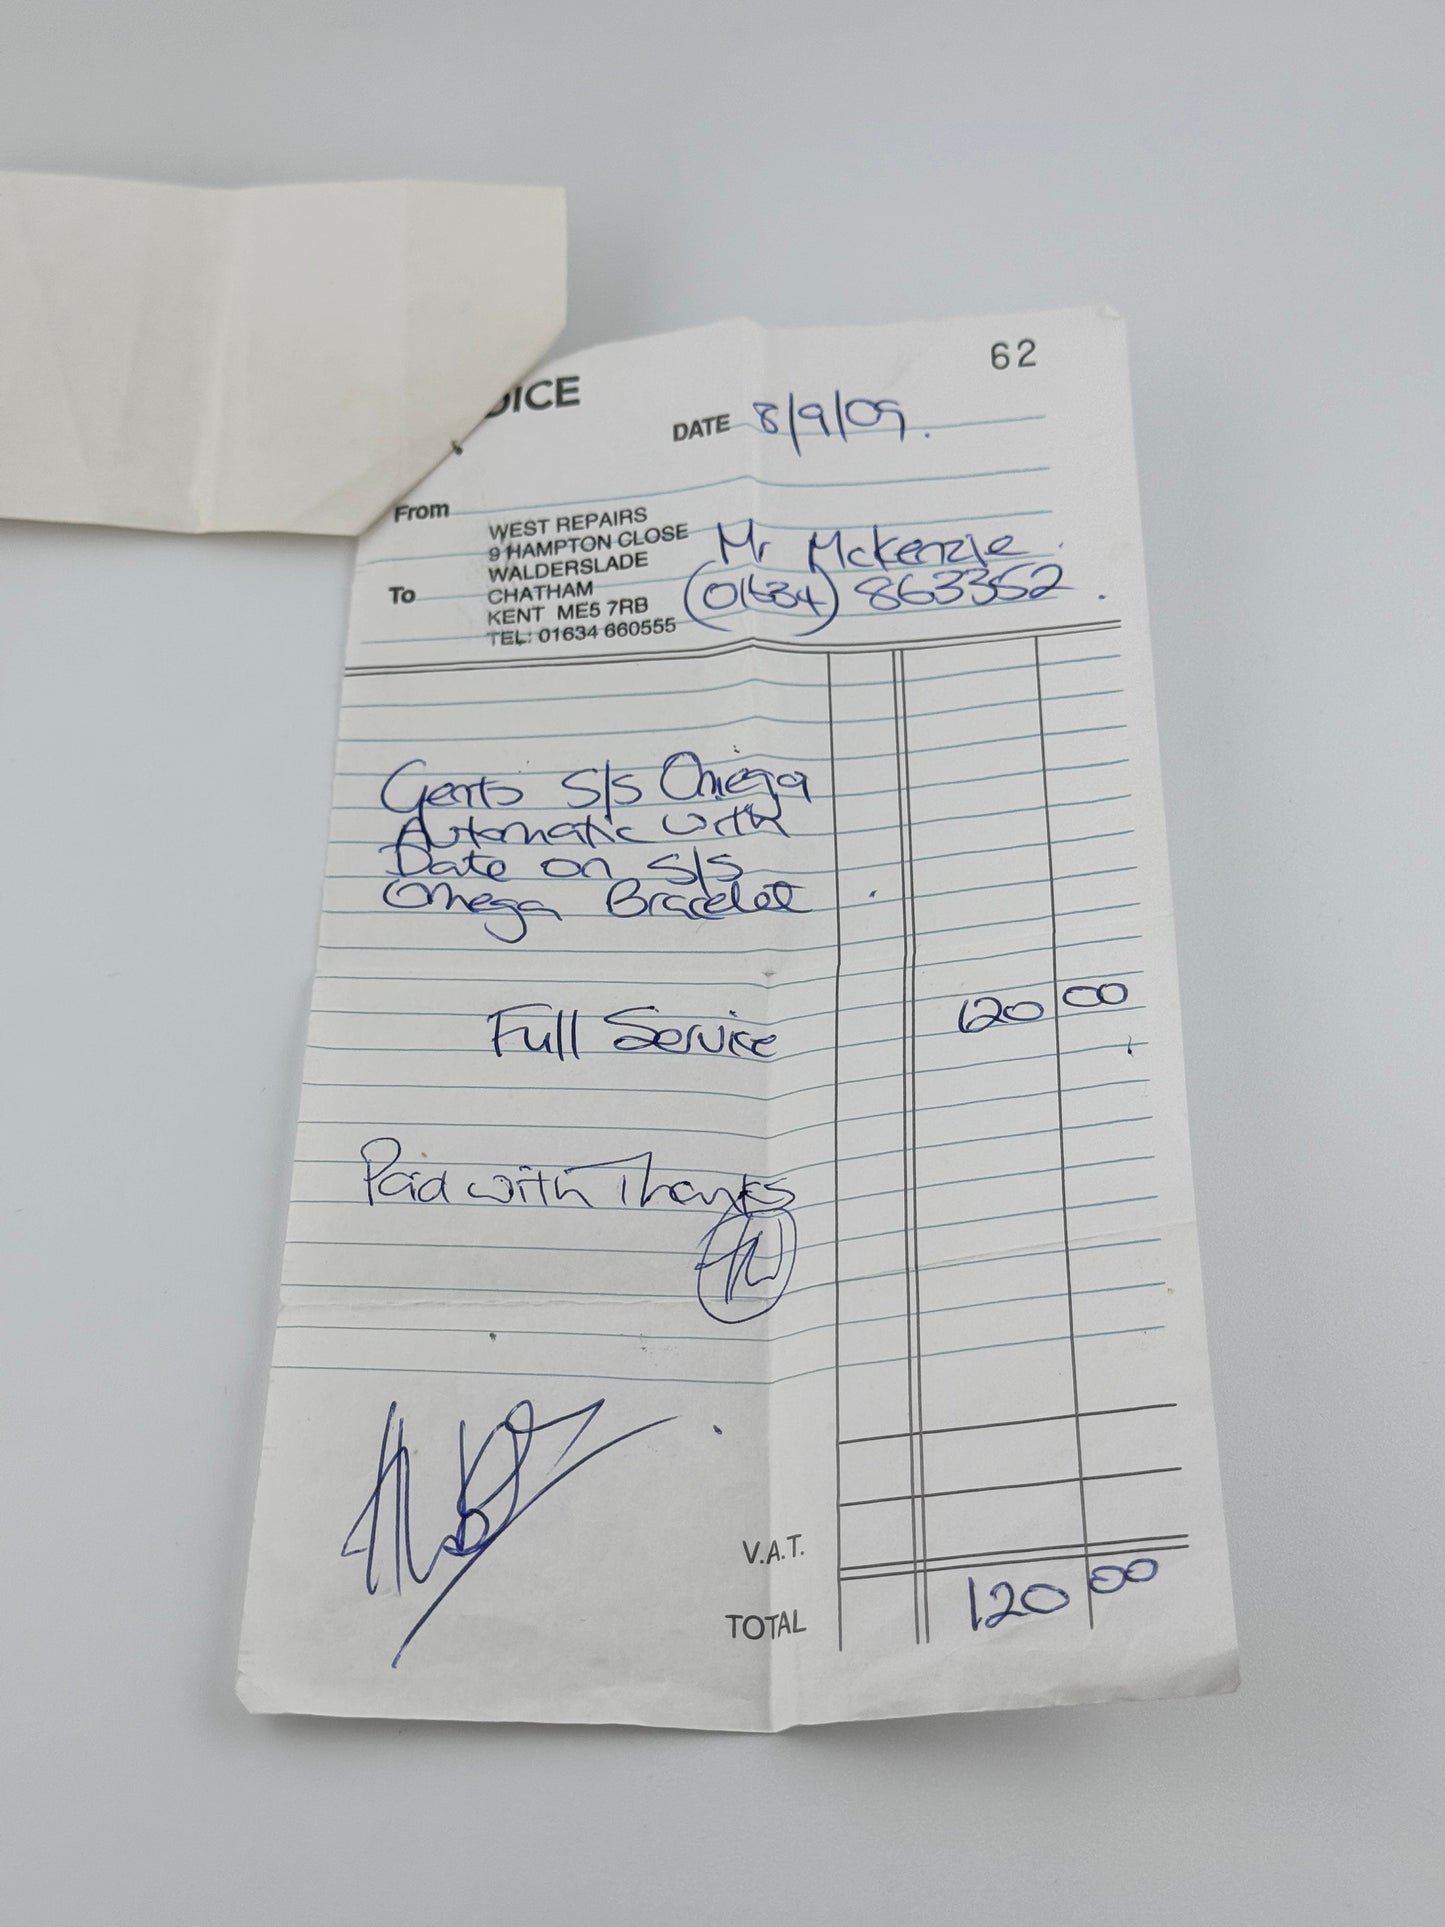 62
OICE
DATE 8/9/09.
From
WEST REPAIRS
9 HAMPTON CLOSE
WALDERSLADE
CHATHAM
KENT ME5 7RB
TEL: 01634 660555
To
Mr McKenzie
(01634) 863352.
Gents S/S Omega
Automatic with
Date on S/S
Omega Bracelet
Full Service 120 00
Paid with Thanks
V.A.T.
TOTAL 120 00